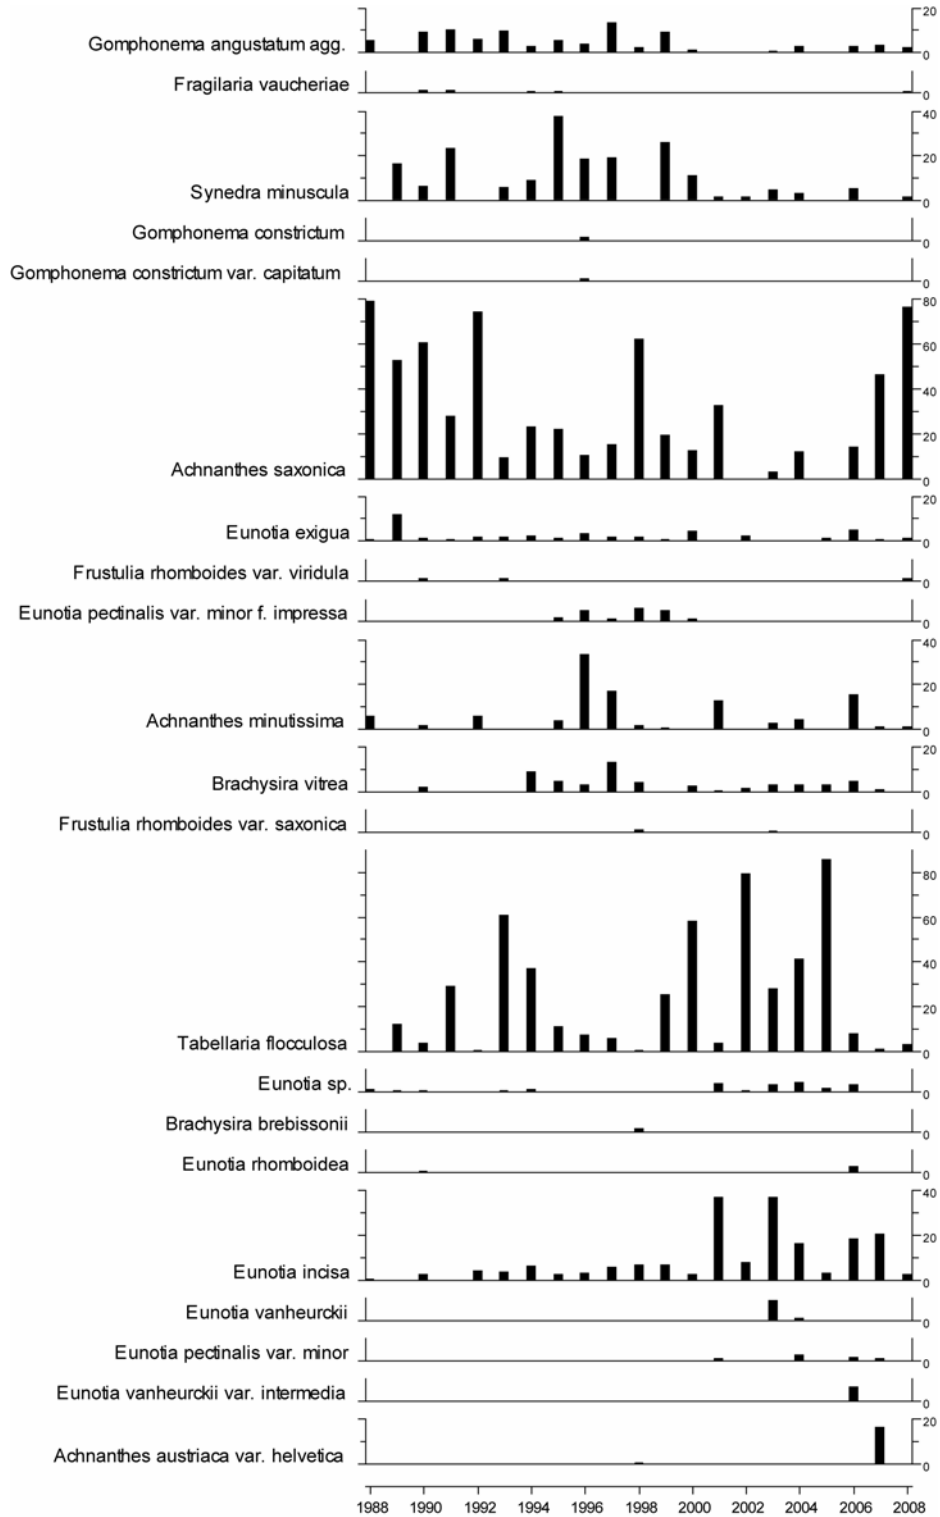 20
Gomphonema angustatum agg.
0
Fragilaria vaucheriae
0
40
20
Synedra minuscula
0
Gomphonema constrictum
0
Gomphonema constrictum var. capitatum
0
80
60
40
20
Achnanthes saxonica
0
20
Eunotia exigua
0
Frustulia rhomboides var. viridula
0
Eunotia pectinalis var. minor f. impressa
0
40
20
Achnanthes minutissima
0
20
Brachysira vitrea
0
Frustulia rhomboides var. saxonica
0
80
60
40
20
Tabellaria flocculosa
0
Eunotia sp.
0
Brachysira brebissonii
0
Eunotia rhomboidea
0
40
20
Eunotia incisa
0
Eunotia vanheurckii
0
Eunotia pectinalis var. minor
0
Eunotia vanheurckii var. intermedia
0
20
Achnanthes austriaca var. helvetica
0
1988 1990 1992 1994 1996 1998 2000 2002 2004 2006 2008